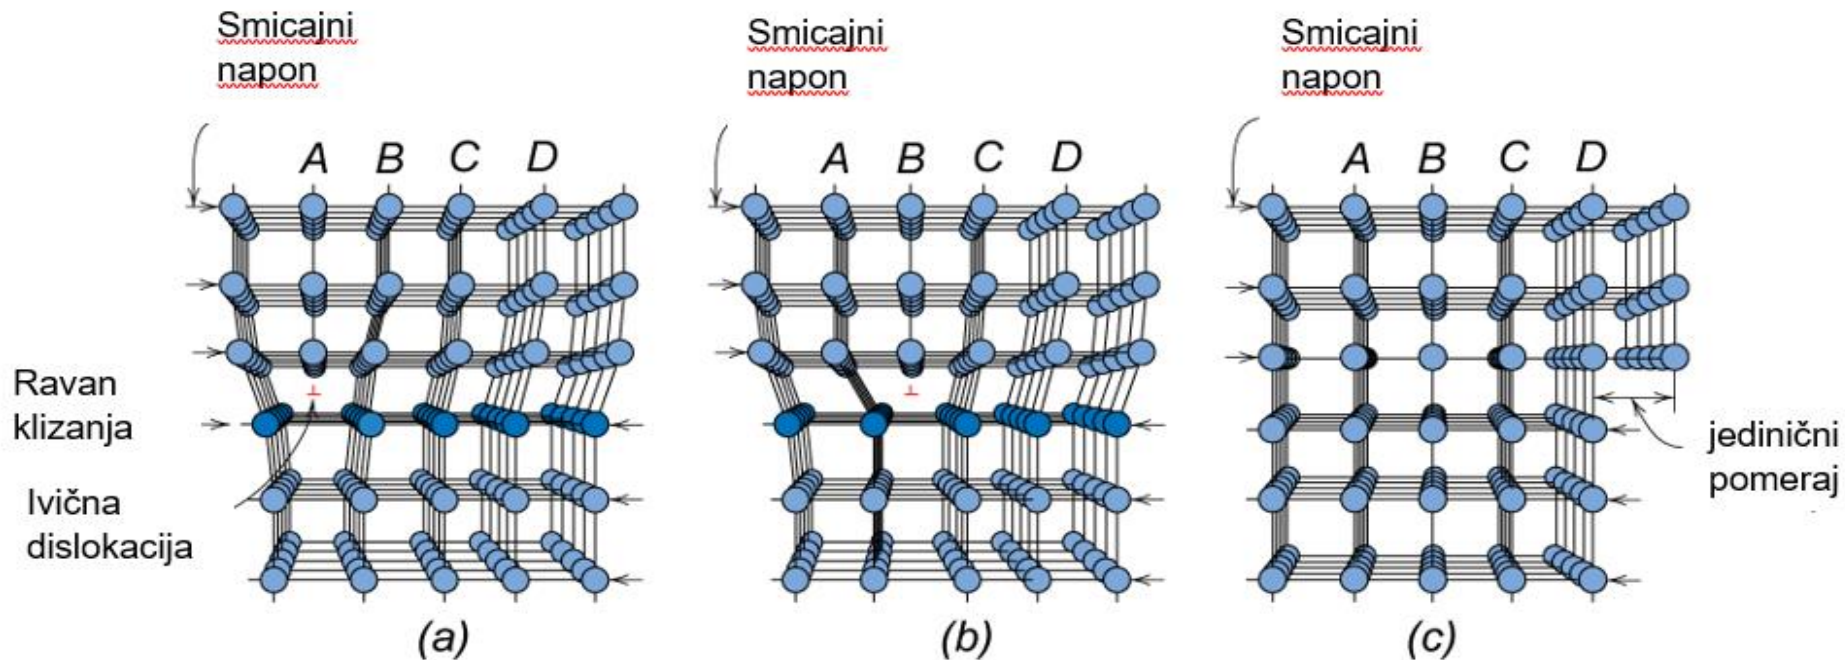 Smicajni
napon
Smicajni
napon
Smicajni
napon
A B C D
A B C D
A B C D
Ravan
klizanja
Ivična
dislokacija
jedinični
pomeraj
(a)
(b)
(c)